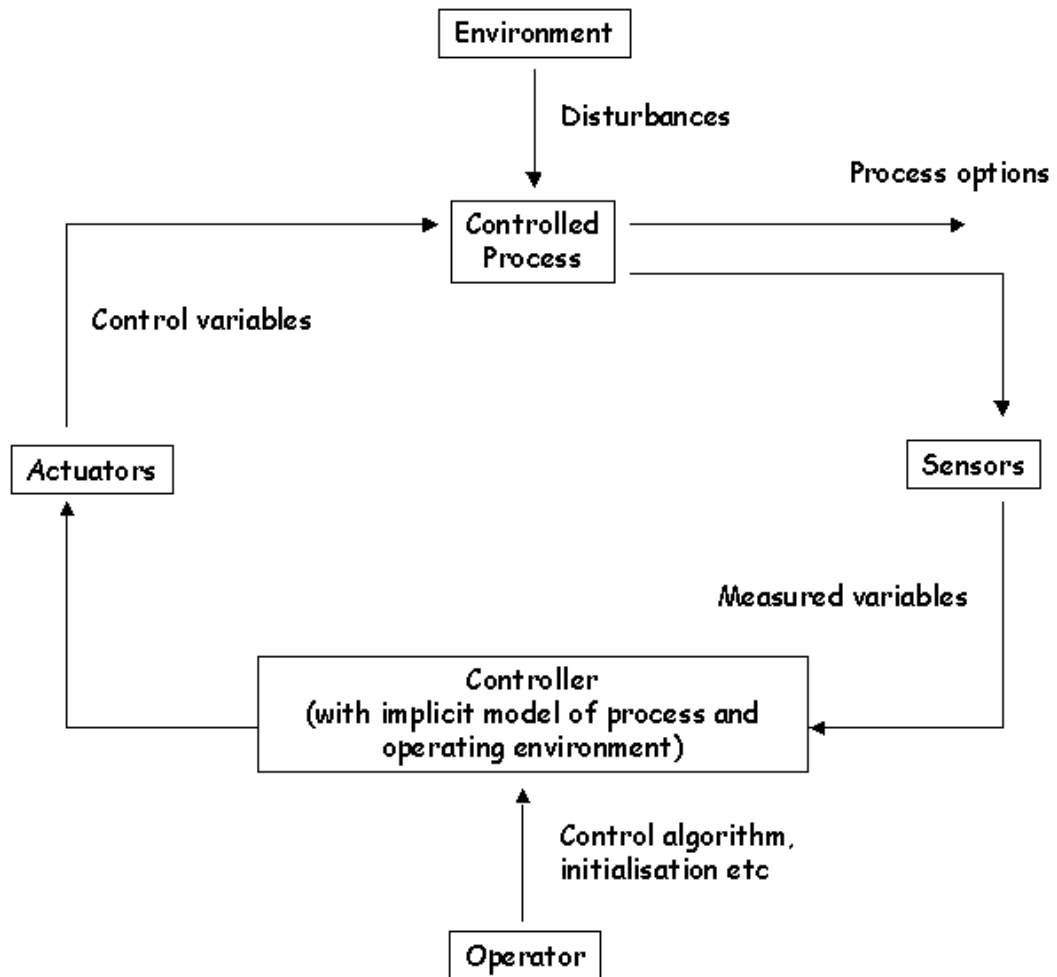 Environment
Disturbances
Process options
Controlled
Process
Control variables
Actuators
Sensors
Measured variables
Controller
(with implicit model of process and
operating environment)
Control algorithm,
initialisation etc
Operator